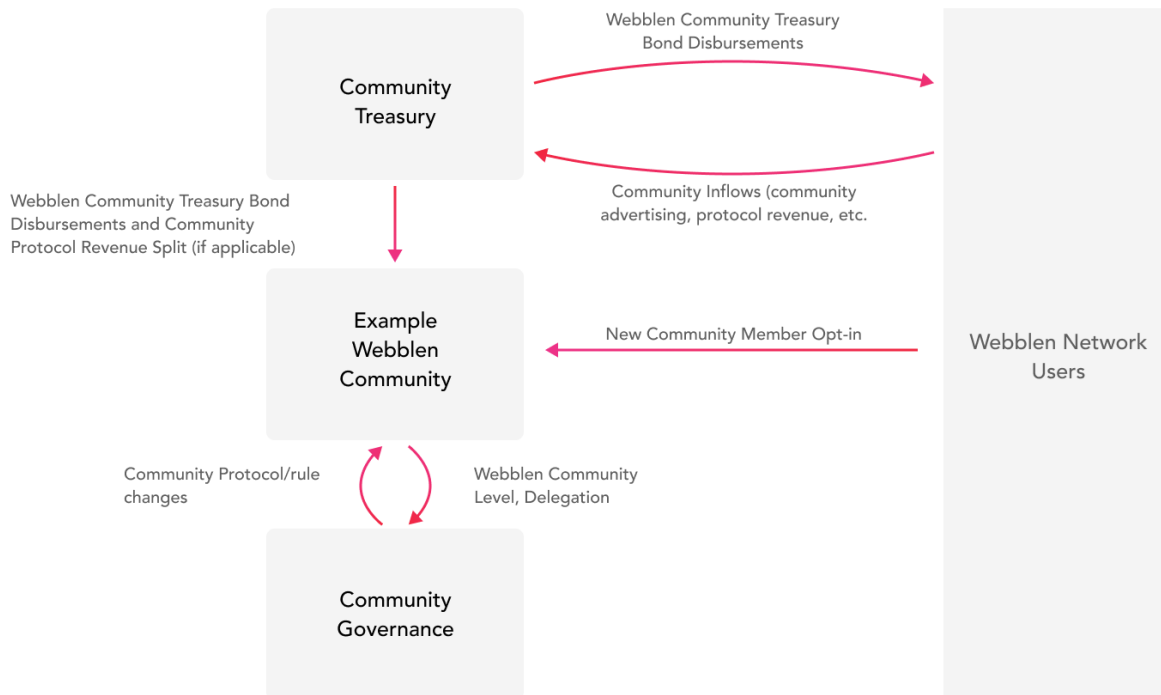 Webblen Community Treasury
Bond Disbursements
Community
Treasury
Community Inflows (community
advertising, protocol revenue, etc.
Webblen Community Treasury Bond
Disbursements and Community
Protocol Revenue Split (if applicable)
Example
Webblen
Community
New Community Member Opt-in
Webblen Network
Users
Community Protocol/rule
changes
Webblen Community
Level, Delegation
Community
Governance